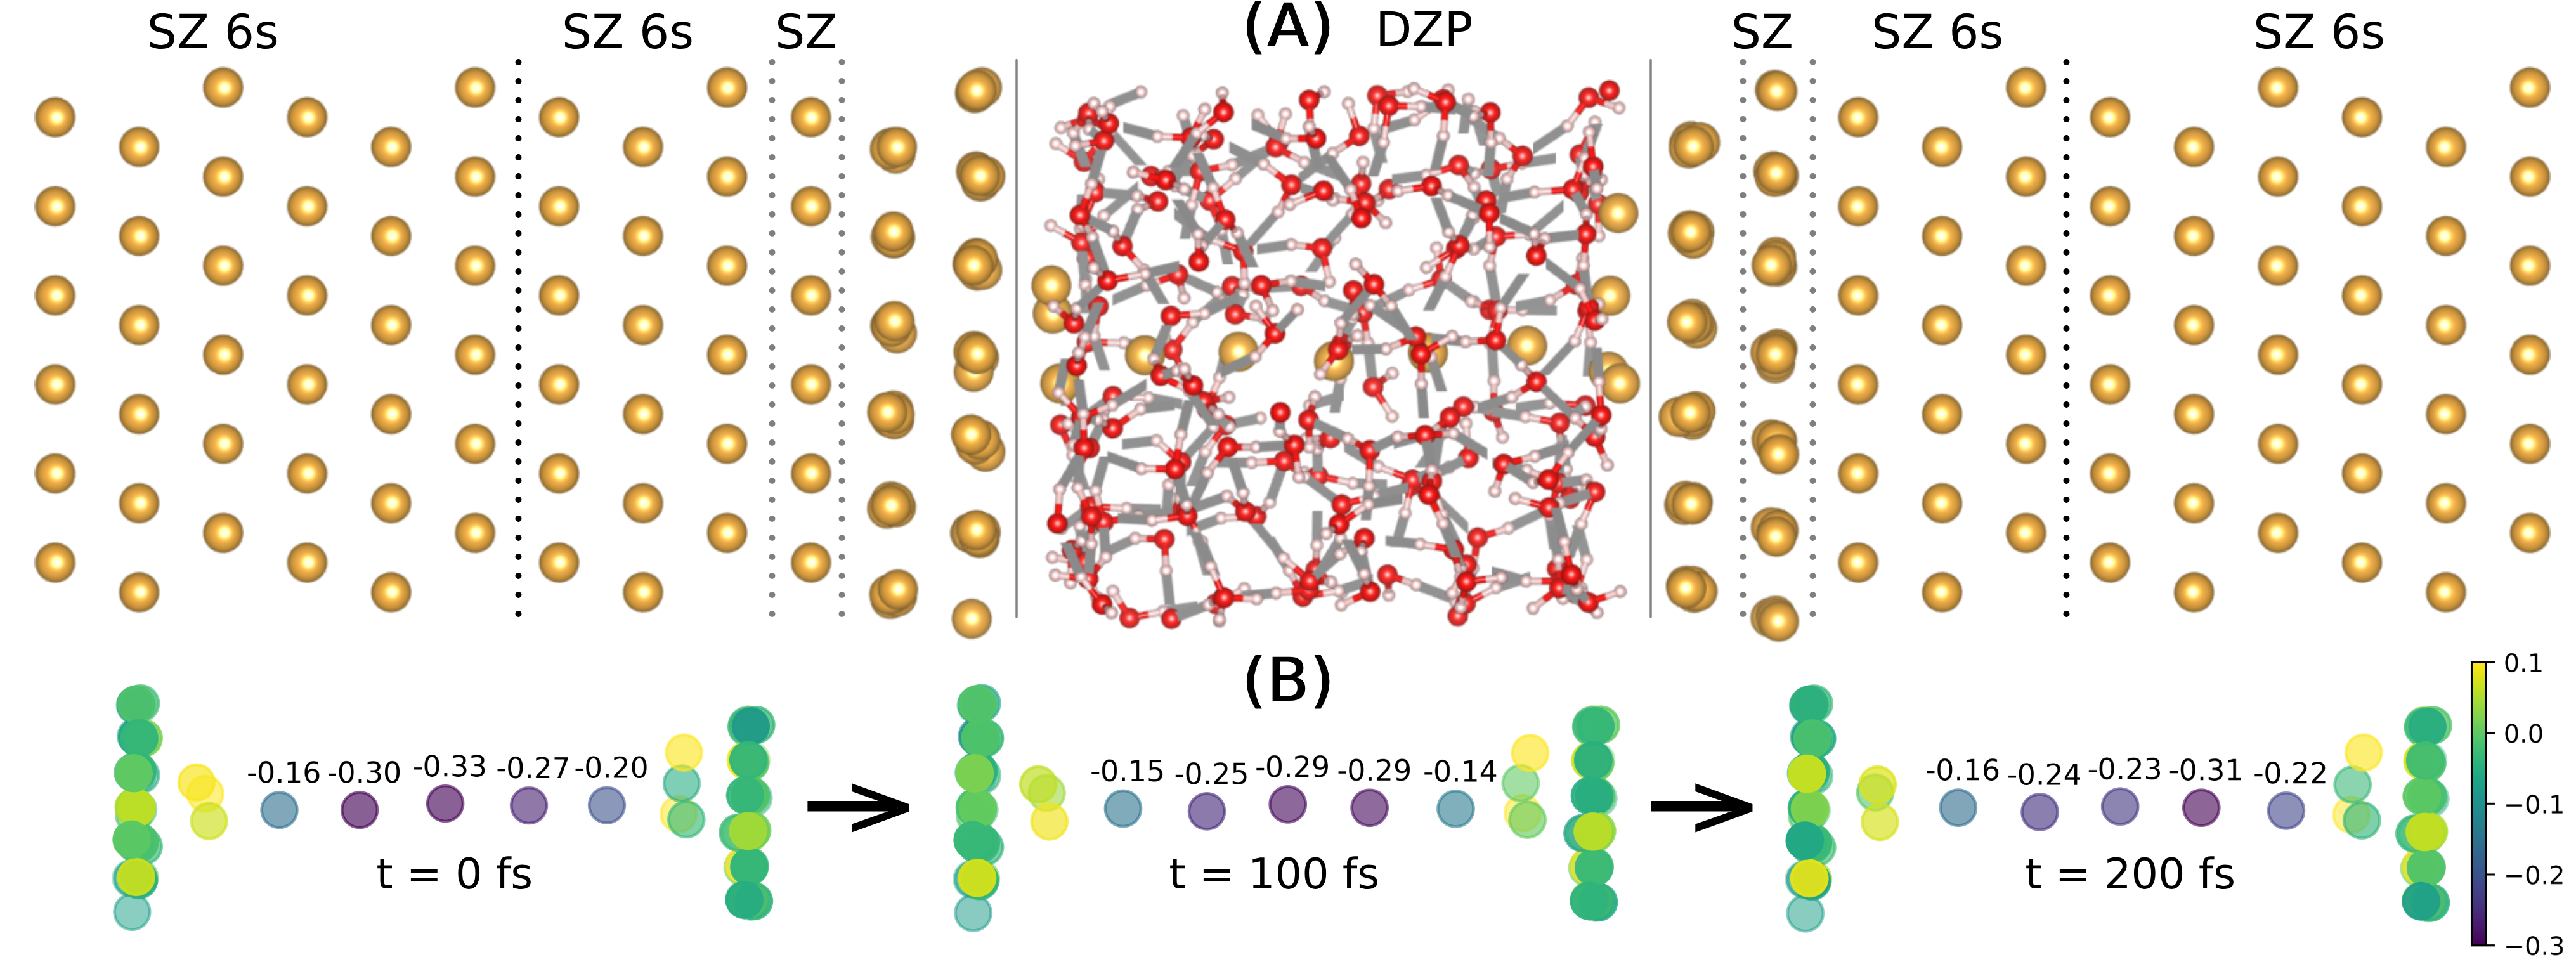 SZ 6s SZ 6s SZ (A) DZP SZ SZ 6s SZ 6s
(B)
-0.16 -0.30 -0.33 -0.27 -0.20
t = 0 fs
-0.15 -0.25 -0.29 -0.29 -0.14
t = 100 fs
-0.16 -0.24 -0.23 -0.31 -0.22
t = 200 fs
0.1
0.0
−0.1
−0.2
−0.3